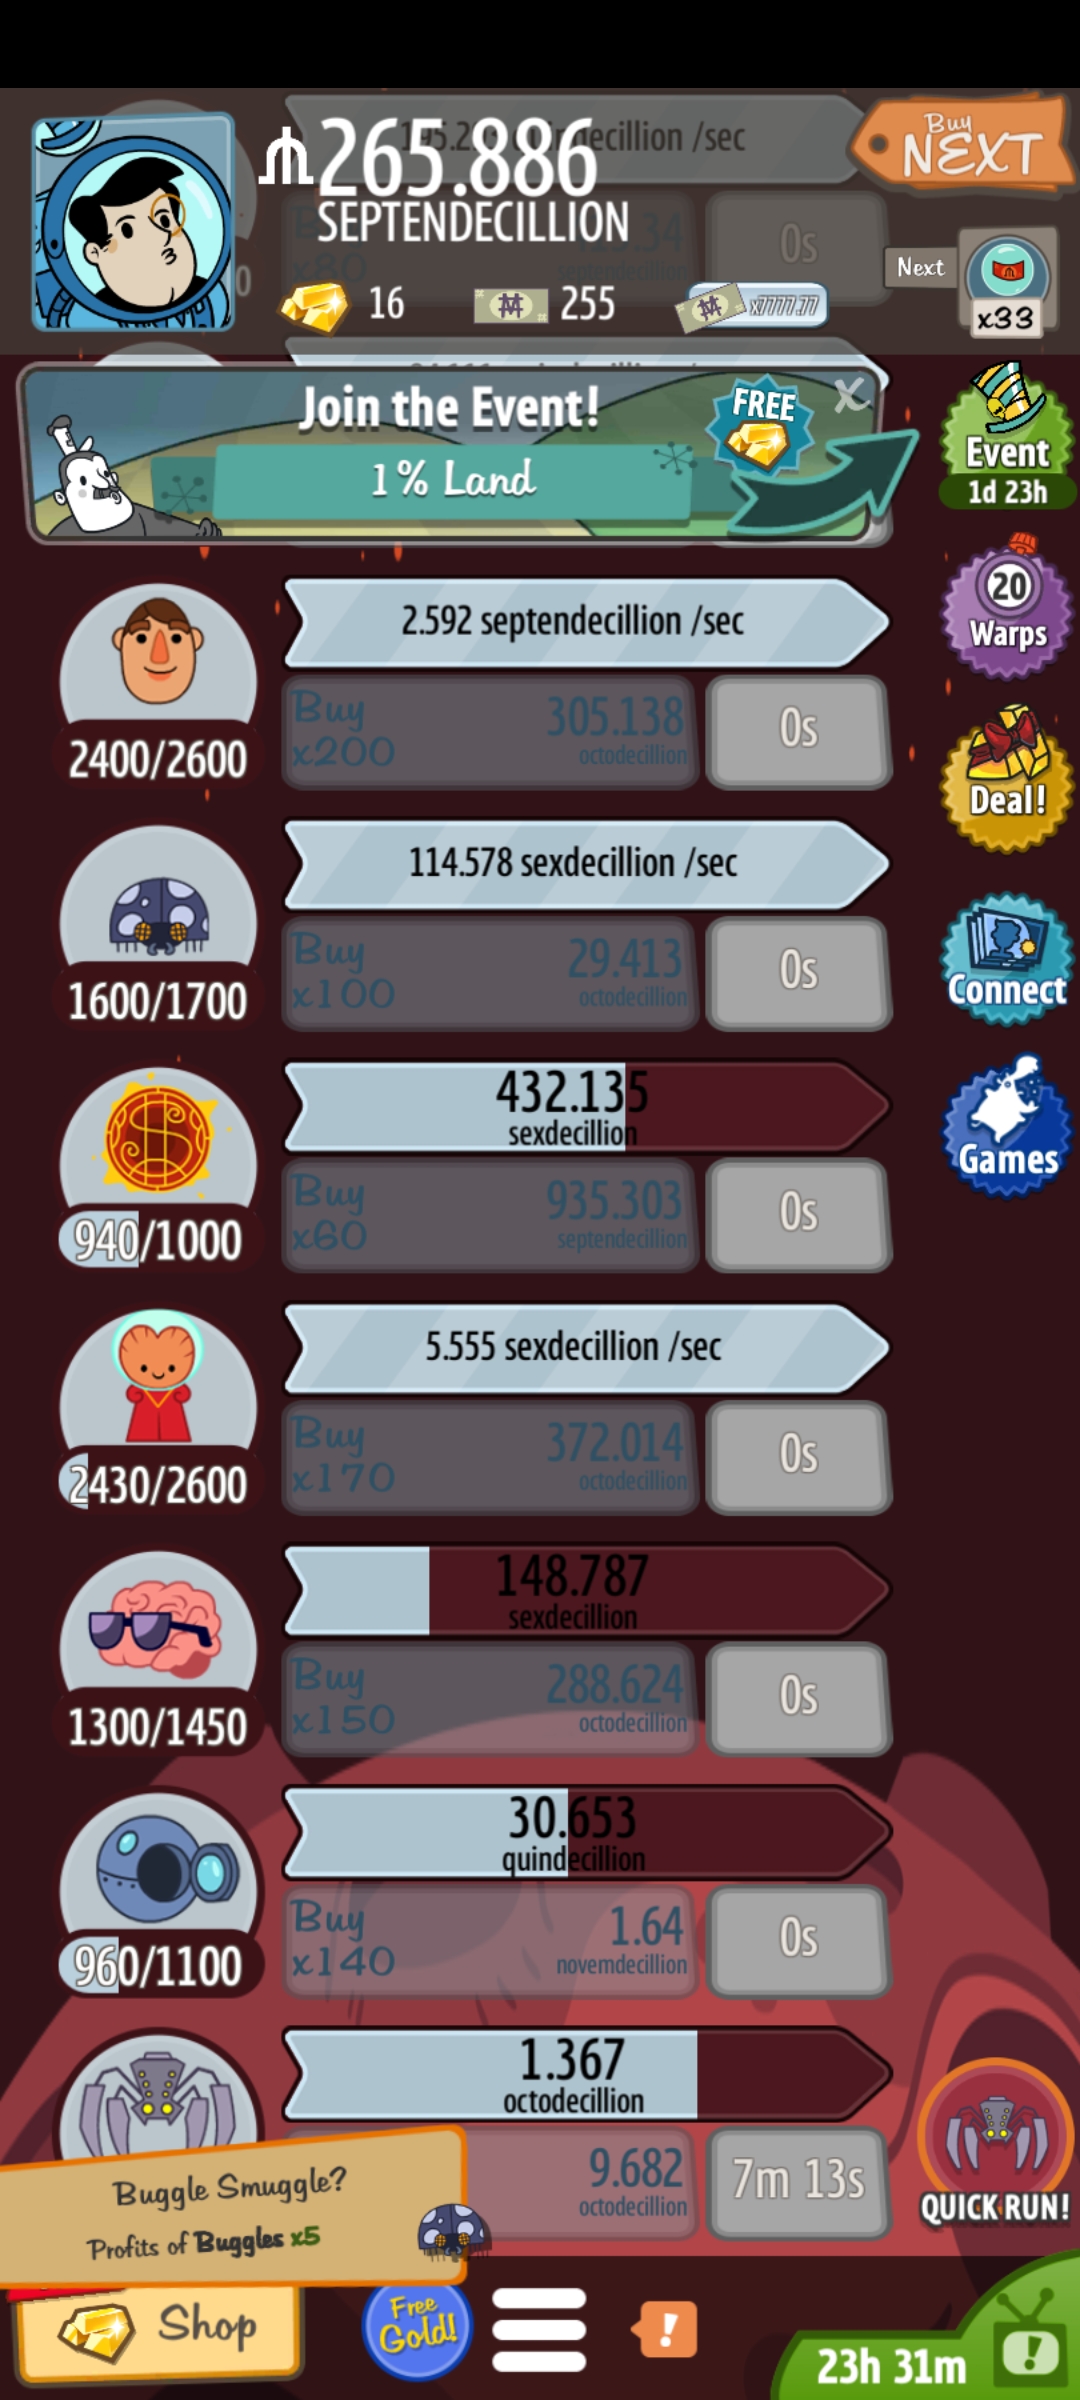 265.886
SEPTENDECILLION
Buy
NEXT
16
255
x7777.77
Next
x33
/sec
0s
x80
septendecillion
Join the Event!
FREE
X
1% Land
Event
1d 23h
2.592 septendecillion /sec
Buy
x200
305.138
octodecillion
0s
2400/2600
20
Warps
114.578 sexdecillion /sec
Buy
x100
29.413
octodecillion
0s
1600/1700
Deal!
Connect
432.135
sexdecillion
Buy
x60
935.303
septendecillion
0s
940/1000
Games
5.555 sexdecillion /sec
Buy
x170
372.014
octodecillion
0s
2430/2600
148.787
sexdecillion
Buy
x150
288.624
octodecillion
0s
1300/1450
30.653
quindecillion
Buy
x140
1.64
novemdecillion
0s
960/1100
1.367
octodecillion
9.682
octodecillion
7m 13s
QUICK RUN!
Buggle Smuggle?
Profits of Buggles x5
Shop
Free
Gold!
!
23h 31m
!